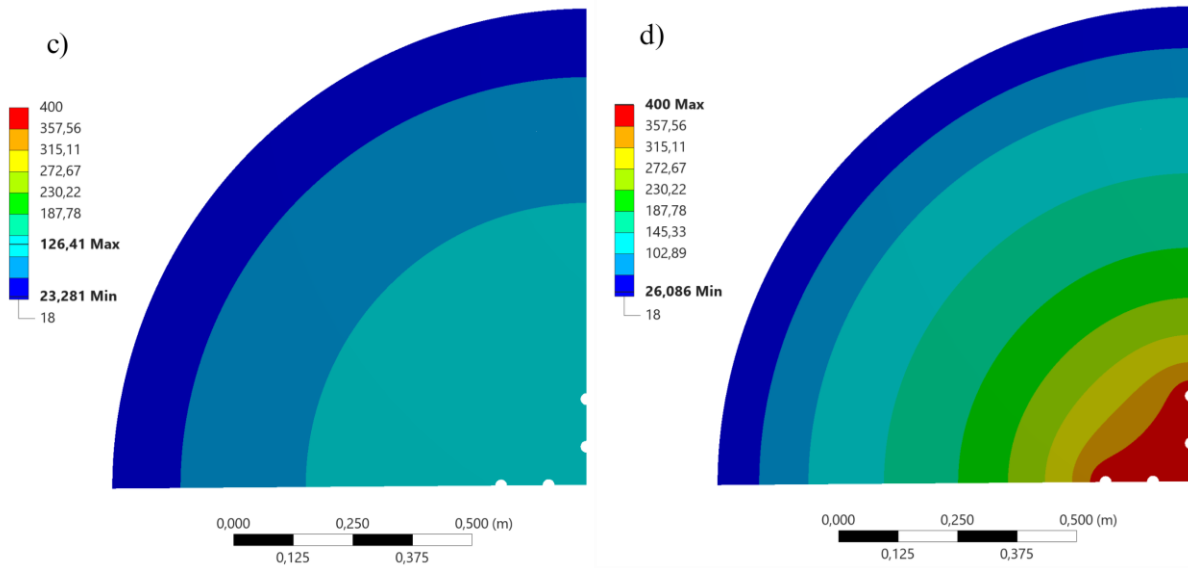 c)
400
357,56
315,11
272,67
230,22
187,78
126,41 Max
23,281 Min
18
0,000 0,250 0,500 (m)
0,125 0,375
d)
400 Max
357,56
315,11
272,67
230,22
187,78
145,33
102,89
26,086 Min
18
0,000 0,250 0,500 (m)
0,125 0,375